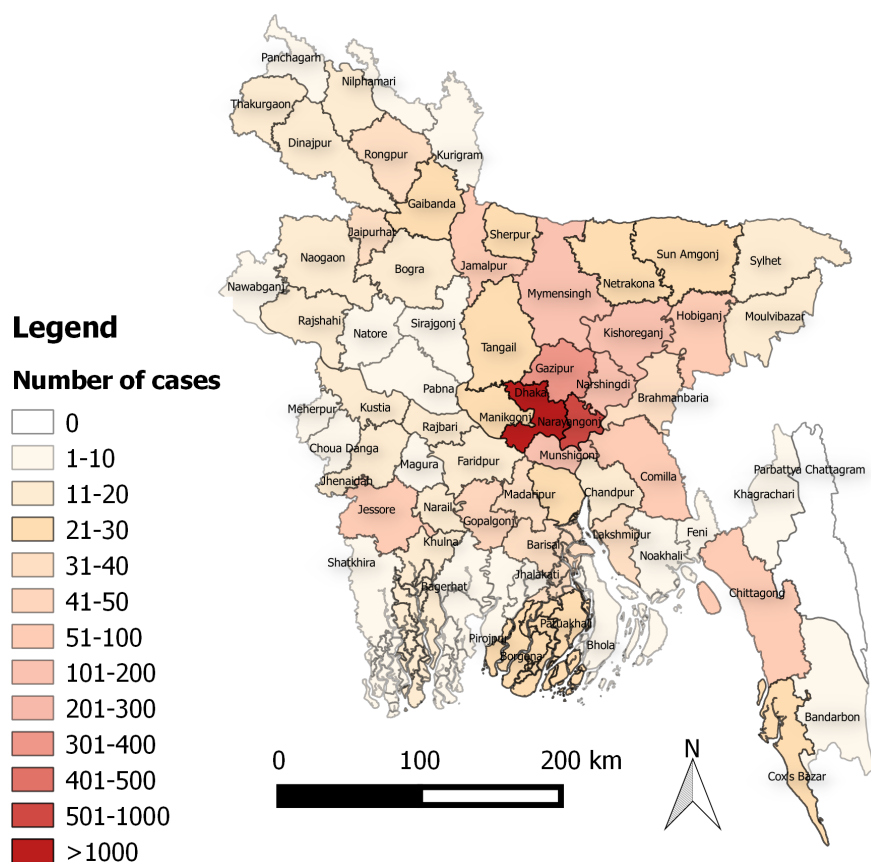 Panchagarh
Nilphamari
Thakurgaon
Dinajpur
Rongpur
Kurigram
Gaibanda
Jaipurhat
Sherpur
Naogaon
Bogra
Jamalpur
Netrakona
Sun Amgonj
Sylhet
Nawabganj
Mymensingh
Rajshahi
Natore
Sirajgonj
Kishoreganj
Hobiganj
Moulvibazar
Tangail
Gazipur
Pabna
Dhaka
Narshingdi
Brahmanbaria
Meherpur
Kustia
Manikgonj
Narayangonj
Rajbari
Choua Danga
Magura
Faridpur
Munshigonj
Comilla
Parbattya Chattagram
Jhenaidah
Khagrachari
Jessore
Narail
Madaripur
Chandpur
Gopalgonj
Khulna
Barisal
Lakshmipur
Feni
Noakhali
Shatkhira
Bagerhat
Jhalakati
Chittagong
Pirojpur
Patuakhali
Borgona
Bhola
Bandarbon
Cox's Bazar
Legend
Number of cases
0
1-10
11-20
21-30
31-40
41-50
51-100
101-200
201-300
301-400
401-500
501-1000
>1000
0 100 200 km
N